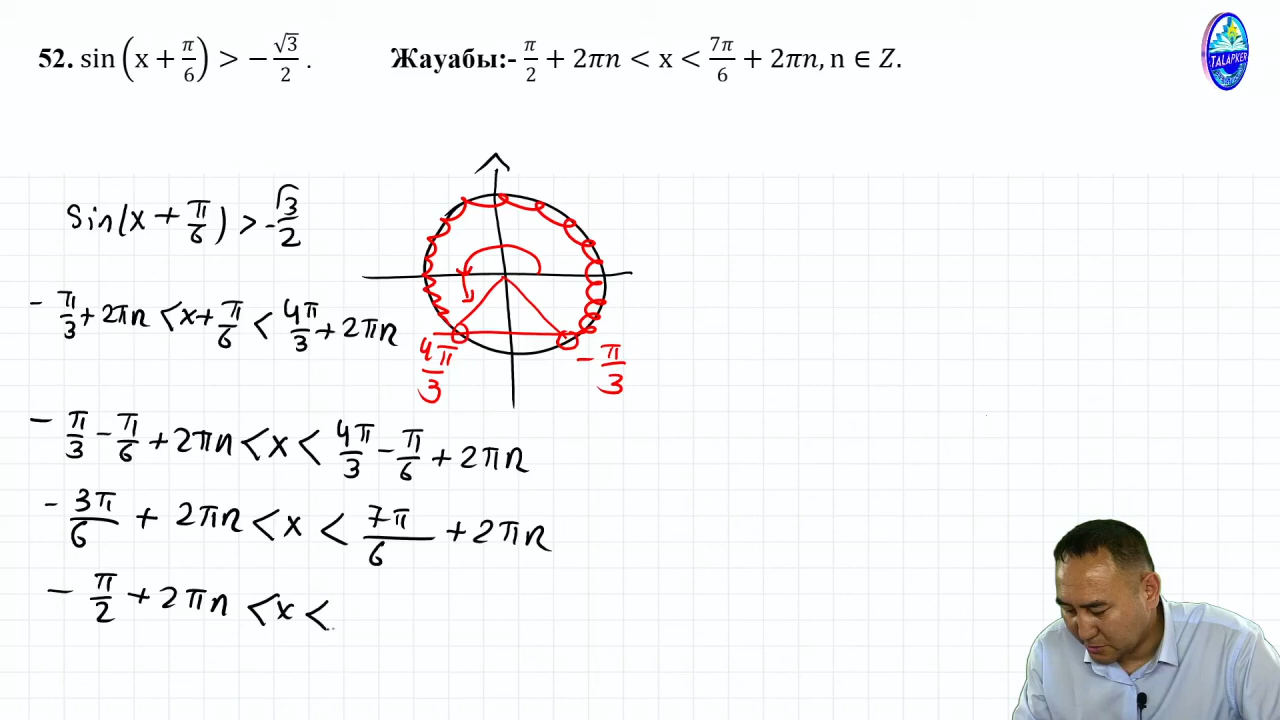 52. sin (x + π/6) > −√3/2 . Жауабы:- π/2 + 2πn < x < 7π/6 + 2πn, n ∈ Z.
TALAPKER
Sin(x + π/6) > -√3/2
- π/3 + 2πn < x + π/6 < 4π/3 + 2πn
4π/3
- π/3
- π/3 - π/6 + 2πn < x < 4π/3 - π/6 + 2πn
- 3π/6 + 2πn < x < 7π/6 + 2πn
- π/2 + 2πn < x <